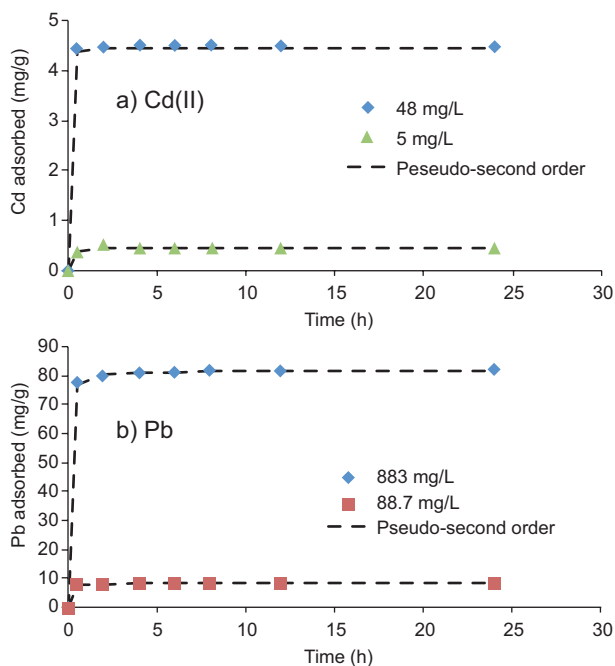 5
4
3
2
1
0
Cd adsorbed (mg/g)
a) Cd(II)
48 mg/L
5 mg/L
Peseudo-second order
0 5 10 15 20 25 30
Time (h)
90
80
70
60
50
40
30
20
10
0
Pb adsorbed (mg/g)
b) Pb
883 mg/L
88.7 mg/L
Pseudo-second order
0 5 10 15 20 25 30
Time (h)